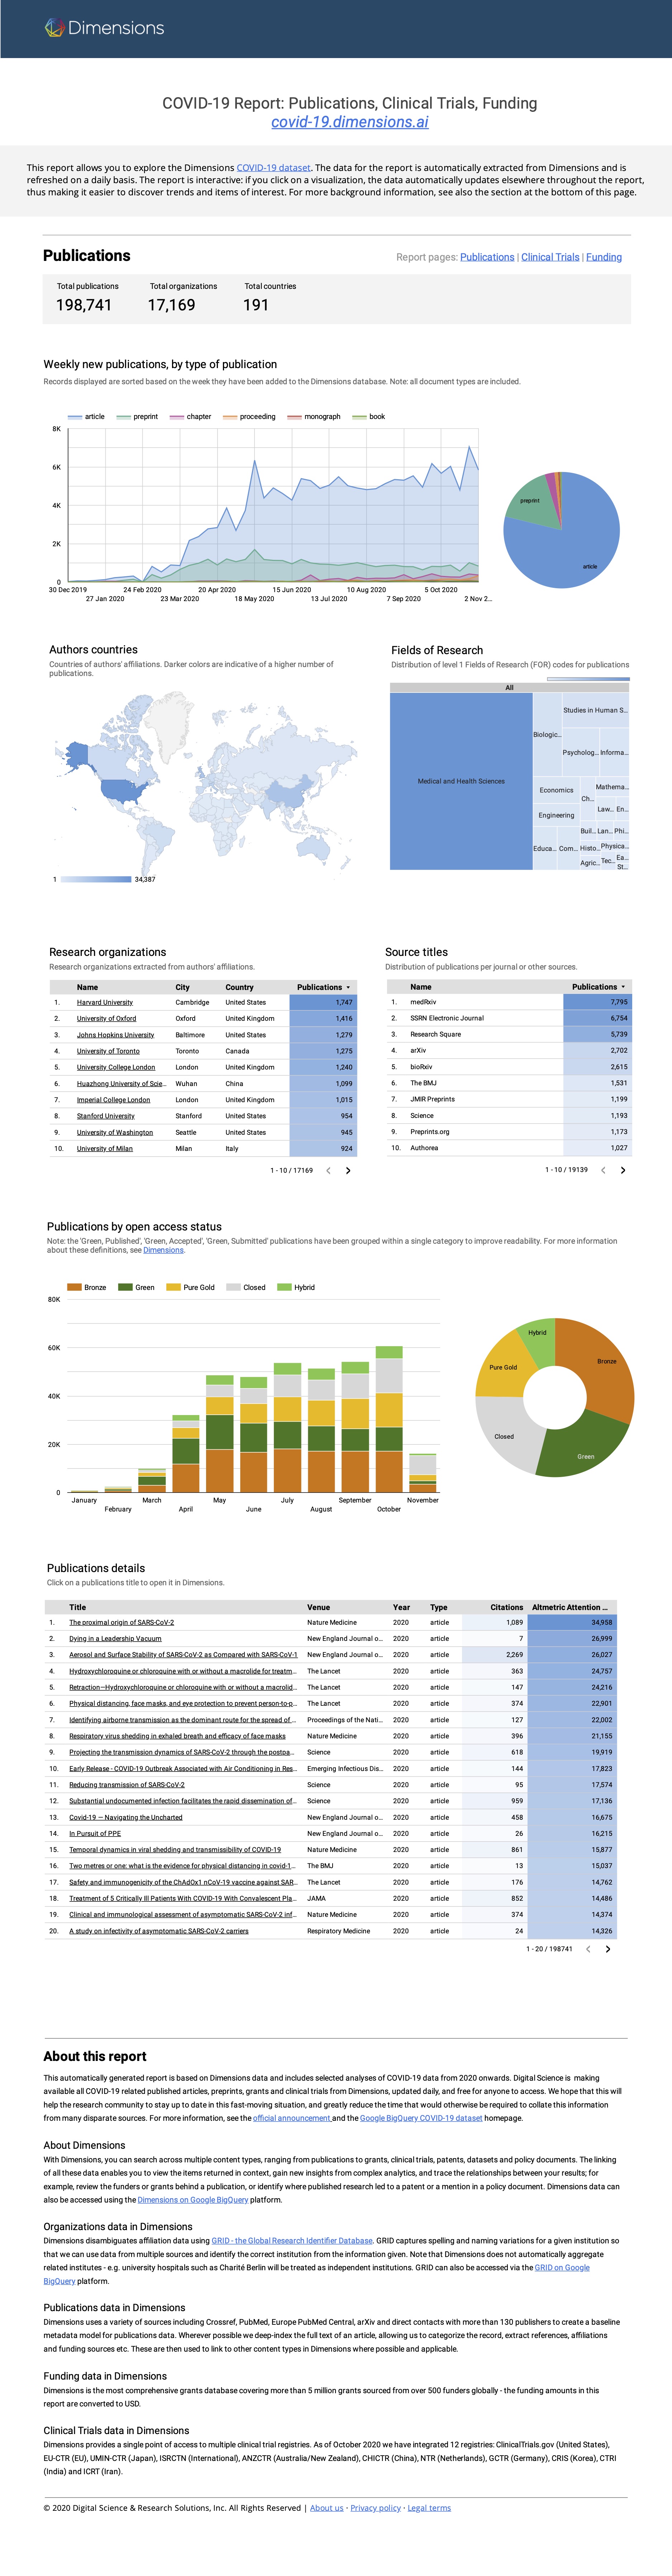 Dimensions
COVID-19 Report: Publications, Clinical Trials, Funding
covid-19.dimensions.ai
This report allows you to explore the Dimensions COVID-19 dataset. The data for the report is automatically extracted from Dimensions and is
refreshed on a daily basis. The report is interactive: if you click on a visualization, the data automatically updates elsewhere throughout the report,
thus making it easier to discover trends and items of interest. For more background information, see also the section at the bottom of this page.
Publications
Report pages: Publications | Clinical Trials | Funding
Total publications Total organizations Total countries
198,741 17,169 191
Weekly new publications, by type of publication
Records displayed are sorted based on the week they have been added to the Dimensions database. Note: all document types are included.
article preprint chapter proceeding monograph book
8K
6K
4K
2K
0
30 Dec 2019 24 Feb 2020 20 Apr 2020 15 Jun 2020 10 Aug 2020 5 Oct 2020
27 Jan 2020 23 Mar 2020 18 May 2020 13 Jul 2020 7 Sep 2020 2 Nov 2...
preprint
article
Authors countries
Countries of authors' affiliations. Darker colors are indicative of a higher number of
publications.
1 34,387
Fields of Research
Distribution of level 1 Fields of Research (FOR) codes for publications
All
Medical and Health Sciences
Biologic...
Studies in Human S...
Psycholog...
Informa...
Economics
Engineering
Educa...
Com...
Ch...
Mathema...
Law...
En...
Buil...
Lan...
Phi...
Histo...
Physica...
Agric...
Tec...
Ea...
St...
Research organizations
Research organizations extracted from authors' affiliations.
Name City Country Publications
1. Harvard University Cambridge United States 1,747
2. University of Oxford Oxford United Kingdom 1,416
3. Johns Hopkins University Baltimore United States 1,279
4. University of Toronto Toronto Canada 1,275
5. University College London London United Kingdom 1,240
6. Huazhong University of Scie... Wuhan China 1,099
7. Imperial College London London United Kingdom 1,015
8. Stanford University Stanford United States 954
9. University of Washington Seattle United States 945
10. University of Milan Milan Italy 924
1 - 10 / 17169
Source titles
Distribution of publications per journal or other sources.
Name Publications
1. medRxiv 7,795
2. SSRN Electronic Journal 6,754
3. Research Square 5,739
4. arXiv 2,702
5. bioRxiv 2,615
6. The BMJ 1,531
7. JMIR Preprints 1,199
8. Science 1,193
9. Preprints.org 1,173
10. Authorea 1,027
1 - 10 / 19139
Publications by open access status
Note: the 'Green, Published', 'Green, Accepted', 'Green, Submitted' publications have been grouped within a single category to improve readability. For more information
about these definitions, see Dimensions.
Bronze Green Pure Gold Closed Hybrid
80K
60K
40K
20K
0
January March May July September November
February April June August October
Hybrid
Bronze
Pure Gold
Closed
Green
Publications details
Click on a publications title to open it in Dimensions.
Title Venue Year Type Citations Altmetric Attention ...
1. The proximal origin of SARS-CoV-2 Nature Medicine 2020 article 1,089 34,958
2. Dying in a Leadership Vacuum New England Journal o... 2020 article 7 26,999
3. Aerosol and Surface Stability of SARS-CoV-2 as Compared with SARS-CoV-1 New England Journal o... 2020 article 2,269 26,027
4. Hydroxychloroquine or chloroquine with or without a macrolide for treatm... The Lancet 2020 article 363 24,757
5. Retraction—Hydroxychloroquine or chloroquine with or without a macrolid... The Lancet 2020 article 147 24,216
6. Physical distancing, face masks, and eye protection to prevent person-to-p... The Lancet 2020 article 374 22,901
7. Identifying airborne transmission as the dominant route for the spread of ... Proceedings of the Nati... 2020 article 127 22,002
8. Respiratory virus shedding in exhaled breath and efficacy of face masks Nature Medicine 2020 article 396 21,155
9. Projecting the transmission dynamics of SARS-CoV-2 through the postpa... Science 2020 article 618 19,919
10. Early Release - COVID-19 Outbreak Associated with Air Conditioning in Res... Emerging Infectious Dis... 2020 article 144 17,823
11. Reducing transmission of SARS-CoV-2 Science 2020 article 95 17,574
12. Substantial undocumented infection facilitates the rapid dissemination of... Science 2020 article 959 17,136
13. Covid-19 — Navigating the Uncharted New England Journal o... 2020 article 458 16,675
14. In Pursuit of PPE New England Journal o... 2020 article 26 16,215
15. Temporal dynamics in viral shedding and transmissibility of COVID-19 Nature Medicine 2020 article 861 15,877
16. Two metres or one: what is the evidence for physical distancing in covid-1... The BMJ 2020 article 13 15,037
17. Safety and immunogenicity of the ChAdOx1 nCoV-19 vaccine against SAR... The Lancet 2020 article 176 14,762
18. Treatment of 5 Critically Ill Patients With COVID-19 With Convalescent Pla... JAMA 2020 article 852 14,486
19. Clinical and immunological assessment of asymptomatic SARS-CoV-2 inf... Nature Medicine 2020 article 374 14,374
20. A study on infectivity of asymptomatic SARS-CoV-2 carriers Respiratory Medicine 2020 article 24 14,326
1 - 20 / 198741
About this report
This automatically generated report is based on Dimensions data and includes selected analyses of COVID-19 data from 2020 onwards. Digital Science is making
available all COVID-19 related published articles, preprints, grants and clinical trials from Dimensions, updated daily, and free for anyone to access. We hope that this will
help the research community to stay up to date in this fast-moving situation, and greatly reduce the time that would otherwise be required to collate this information
from many disparate sources. For more information, see the official announcement and the Google BigQuery COVID-19 dataset homepage.
About Dimensions
With Dimensions, you can search across multiple content types, ranging from publications to grants, clinical trials, patents, datasets and policy documents. The linking
of all these data enables you to view the items returned in context, gain new insights from complex analytics, and trace the relationships between your results; for
example, review the funders or grants behind a publication, or identify where published research led to a patent or a mention in a policy document. Dimensions data can
also be accessed using the Dimensions on Google BigQuery platform.
Organizations data in Dimensions
Dimensions disambiguates affiliation data using GRID - the Global Research Identifier Database. GRID captures spelling and naming variations for a given institution so
that we can use data from multiple sources and identify the correct institution from the information given. Note that Dimensions does not automatically aggregate
related institutes - e.g. university hospitals such as Charité Berlin will be treated as independent institutions. GRID can also be accessed via the GRID on Google
BigQuery platform.
Publications data in Dimensions
Dimensions uses a variety of sources including Crossref, PubMed, Europe PubMed Central, arXiv and direct contacts with more than 130 publishers to create a baseline
metadata model for publications data. Wherever possible we deep-index the full text of an article, allowing us to categorize the record, extract references, affiliations
and funding sources etc. These are then used to link to other content types in Dimensions where possible and applicable.
Funding data in Dimensions
Dimensions is the most comprehensive grants database covering more than 5 million grants sourced from over 500 funders globally - the funding amounts in this
report are converted to USD.
Clinical Trials data in Dimensions
Dimensions provides a single point of access to multiple clinical trial registries. As of October 2020 we have integrated 12 registries: ClinicalTrials.gov (United States),
EU-CTR (EU), UMIN-CTR (Japan), ISRCTN (International), ANZCTR (Australia/New Zealand), CHICTR (China), NTR (Netherlands), GCTR (Germany), CRIS (Korea), CTRI
(India) and ICRT (Iran).
© 2020 Digital Science & Research Solutions, Inc. All Rights Reserved | About us · Privacy policy · Legal terms